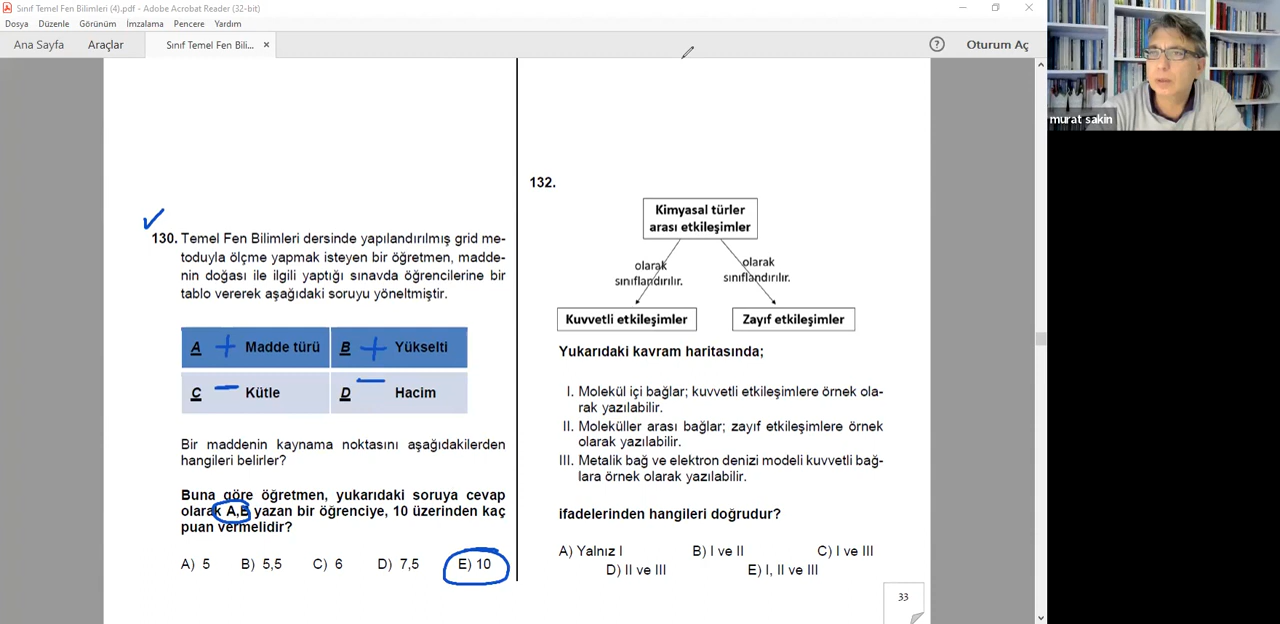 Sınıf Temel Fen Bilimleri (4).pdf - Adobe Acrobat Reader (32-bit)
Dosya Düzenle Görünüm İmzalama Pencere Yardım
Ana Sayfa Araçlar Sınıf Temel Fen Bili... × ? Oturum Aç
murat sakin
130. Temel Fen Bilimleri dersinde yapılandırılmış grid me-
toduyla ölçme yapmak isteyen bir öğretmen, madde-
nin doğası ile ilgili yaptığı sınavda öğrencilerine bir
tablo vererek aşağıdaki soruyu yöneltmiştir.
A + Madde türü B + Yükselti
C - Kütle D - Hacim
Bir maddenin kaynama noktasını aşağıdakilerden
hangileri belirler?
Buna göre öğretmen, yukarıdaki soruya cevap
olarak A,B yazan bir öğrenciye, 10 üzerinden kaç
puan vermelidir?
A) 5 B) 5,5 C) 6 D) 7,5 E) 10
132.
Kimyasal türler
arası etkileşimler
olarak
sınıflandırılır.
olarak
sınıflandırılır.
Kuvvetli etkileşimler Zayıf etkileşimler
Yukarıdaki kavram haritasında;
I. Molekül içi bağlar; kuvvetli etkileşimlere örnek ola-
rak yazılabilir.
II. Moleküller arası bağlar; zayıf etkileşimlere örnek
olarak yazılabilir.
III. Metalik bağ ve elektron denizi modeli kuvvetli bağ-
lara örnek olarak yazılabilir.
ifadelerinden hangileri doğrudur?
A) Yalnız I B) I ve II C) I ve III
D) II ve III E) I, II ve III
33